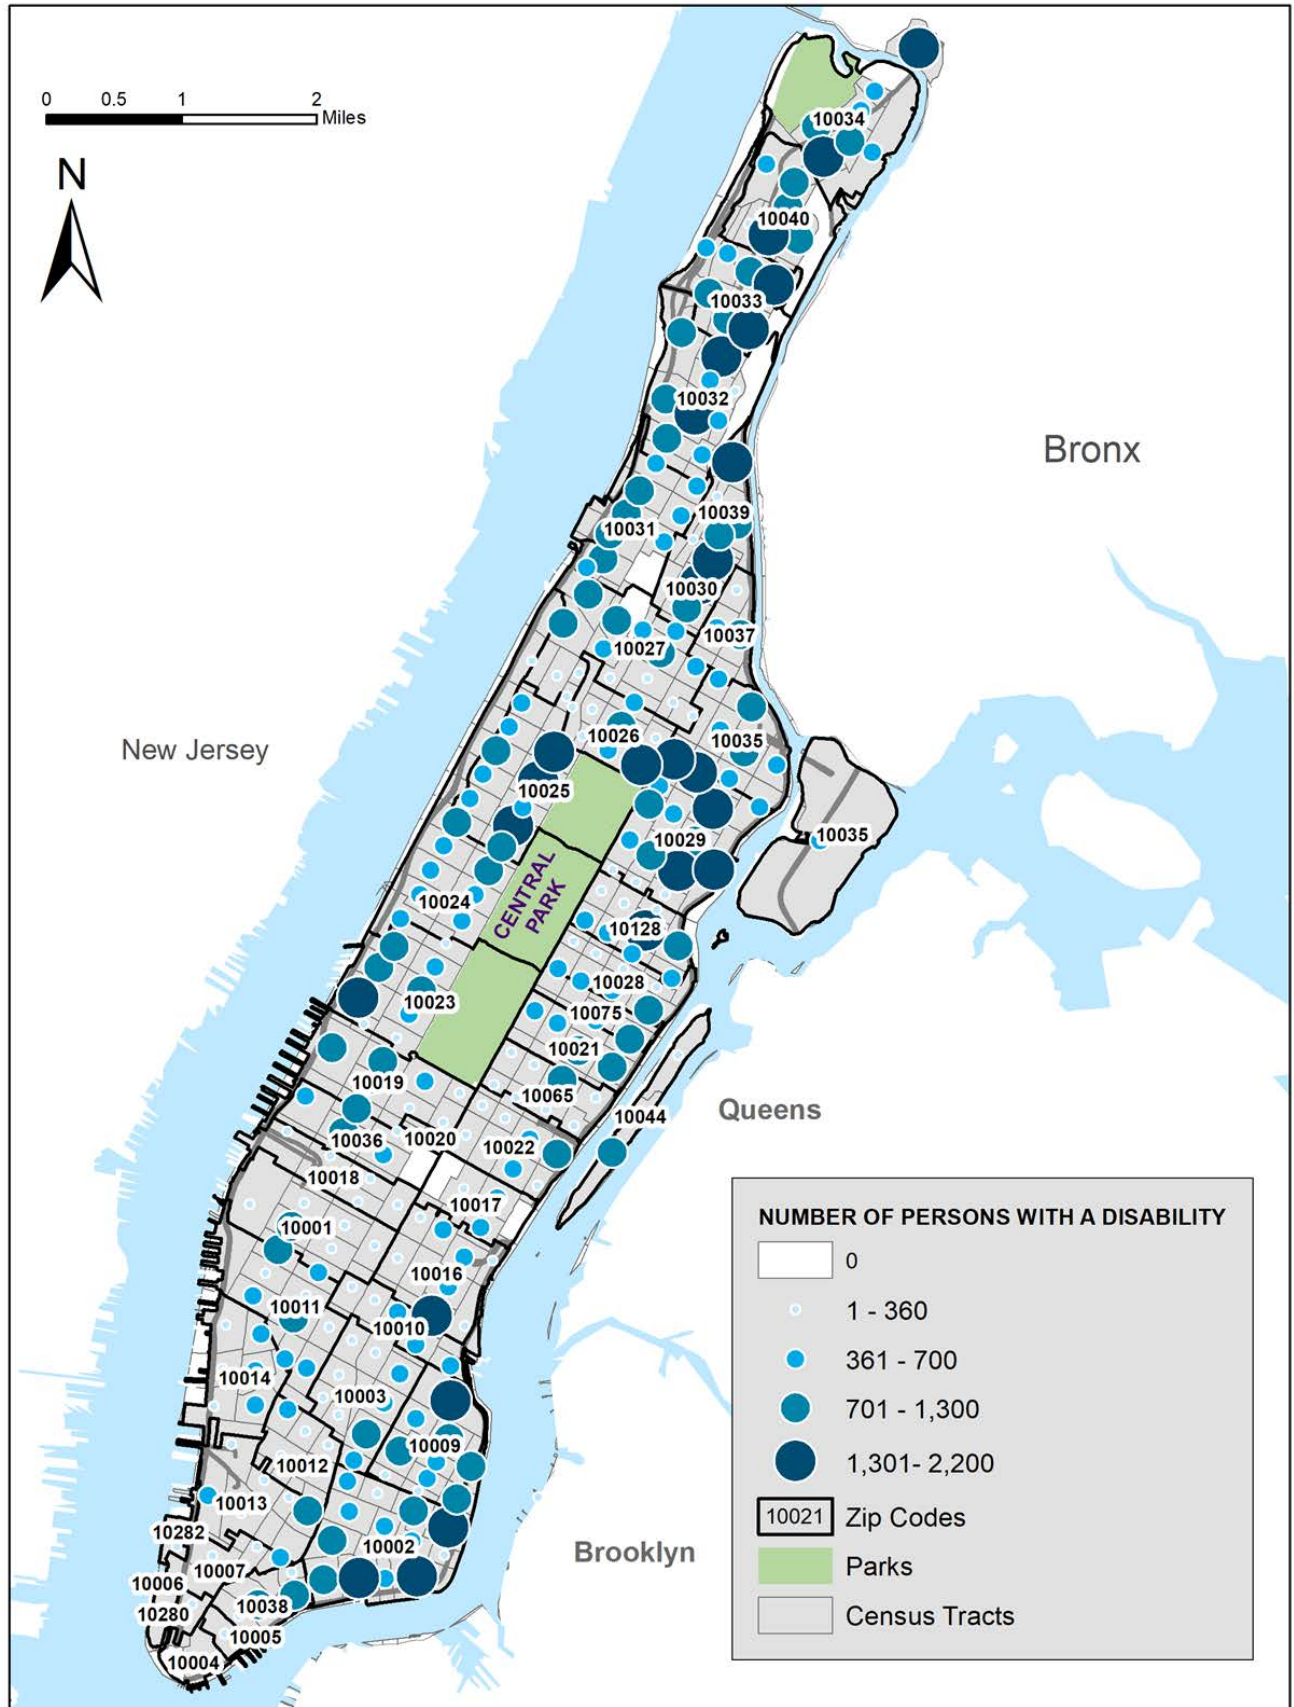 0 0.5 1 2
Miles
N
10034
10040
10033
10032
Bronx
10039
10031
10030
10037
10027
New Jersey
10026
10035
10025
10035
10029
CENTRAL
PARK
10024
10128
10028
10023
10075
10021
10019
10065
10044
Queens
10036
10020
10022
10018
10017
10001
10016
10011
10010
10014
10003
10009
10012
10013
10282
10002
Brooklyn
10007
10006
10280
10038
10005
10004
NUMBER OF PERSONS WITH A DISABILITY
0
1 - 360
361 - 700
701 - 1,300
1,301- 2,200
10021 Zip Codes
Parks
Census Tracts